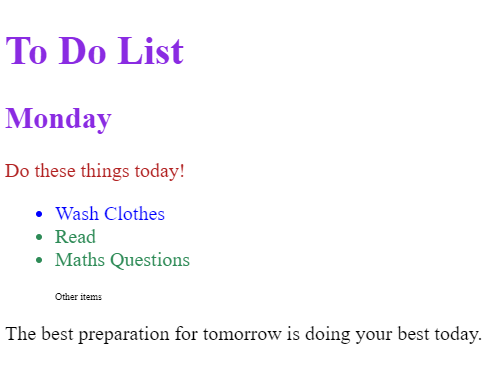 To Do List
Monday
Do these things today!
Wash Clothes
Read
Maths Questions
Other items
The best preparation for tomorrow is doing your best today.